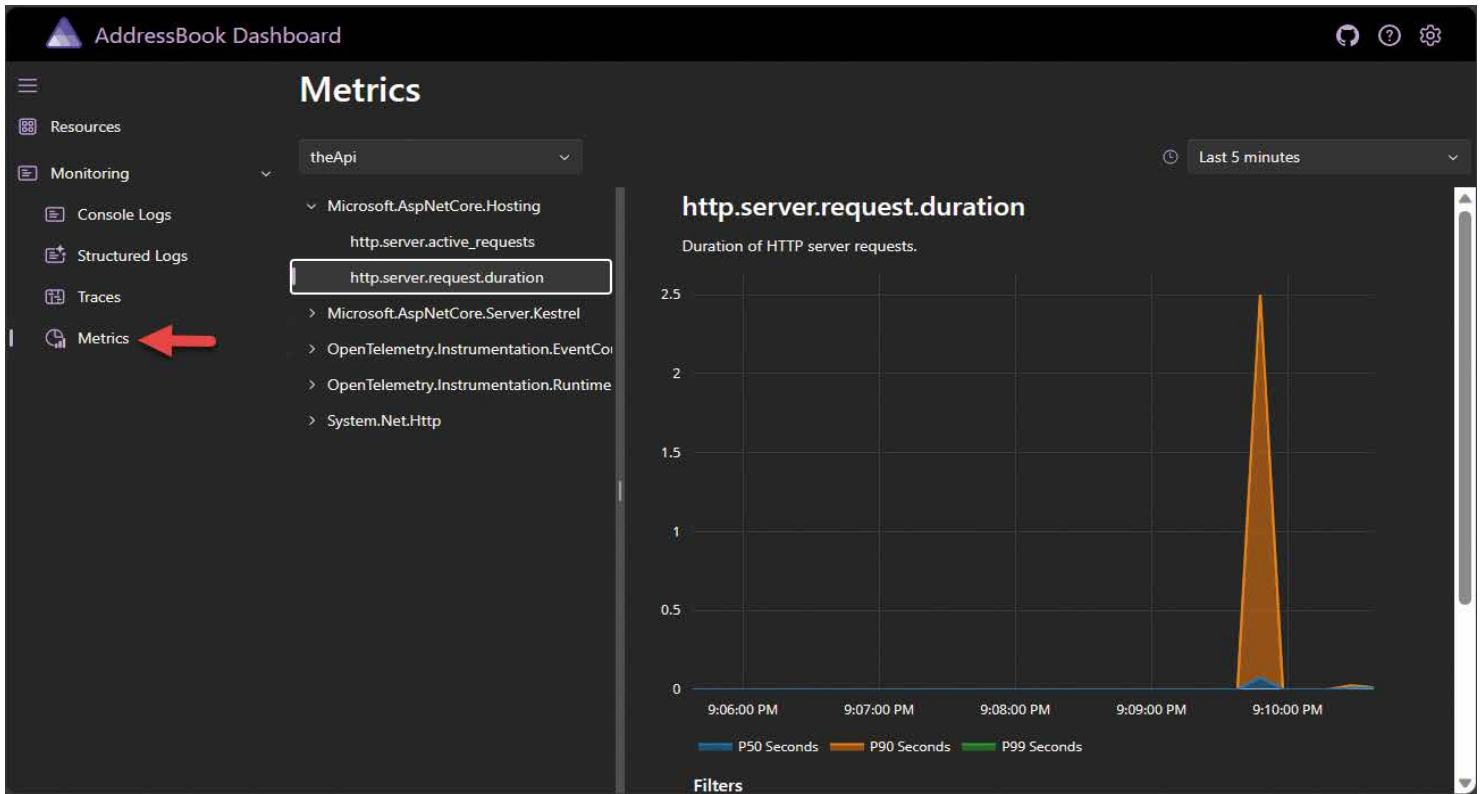 AddressBook Dashboard
Metrics
Resources
Monitoring
Console Logs
Structured Logs
Traces
Metrics
theApi
Last 5 minutes
Microsoft.AspNetCore.Hosting
http.server.active_requests
http.server.request.duration
Microsoft.AspNetCore.Server.Kestrel
OpenTelemetry.Instrumentation.EventCou
OpenTelemetry.Instrumentation.Runtime
System.Net.Http
http.server.request.duration
Duration of HTTP server requests.
2.5
2
1.5
1
0.5
0
9:06:00 PM 9:07:00 PM 9:08:00 PM 9:09:00 PM 9:10:00 PM
P50 Seconds P90 Seconds P99 Seconds
Filters